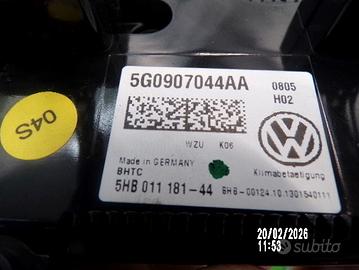 5G0907044AA
0805
H02
04S
WZU K06
Made in GERMANY
BHTC
Klimabetaetigung
5HB 011 181-44
5HB-00124.10.1301540111
20/02/2026
11:53
subito